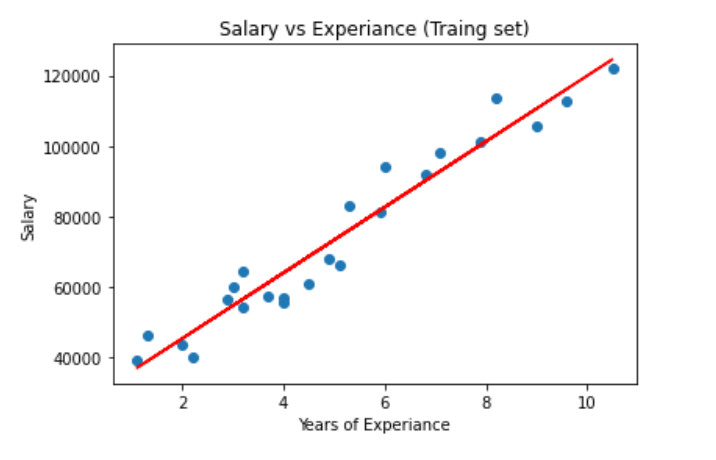 Salary vs Experiance (Traing set)
120000
100000
80000
60000
40000
Salary
2 4 6 8 10
Years of Experiance